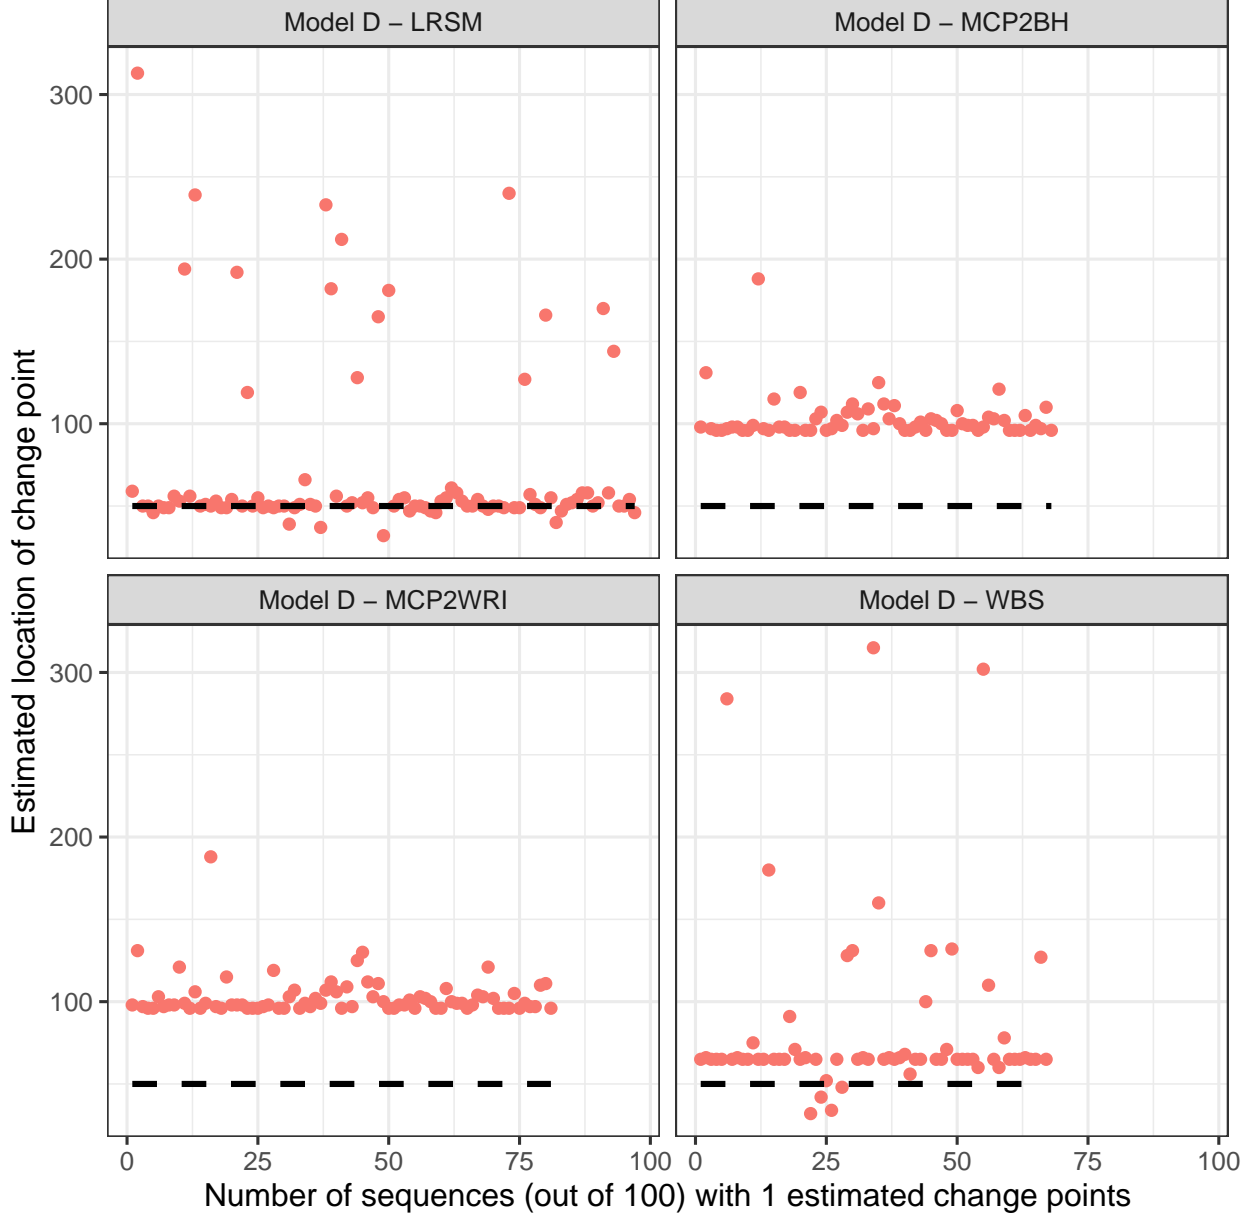 Model D − LRSM
Model D − MCP2BH
300
200
100
Model D − MCP2WRI
Model D − WBS
300
200
100
0 25 50 75 100
0 25 50 75 100
Estimated location of change point
Number of sequences (out of 100) with 1 estimated change points